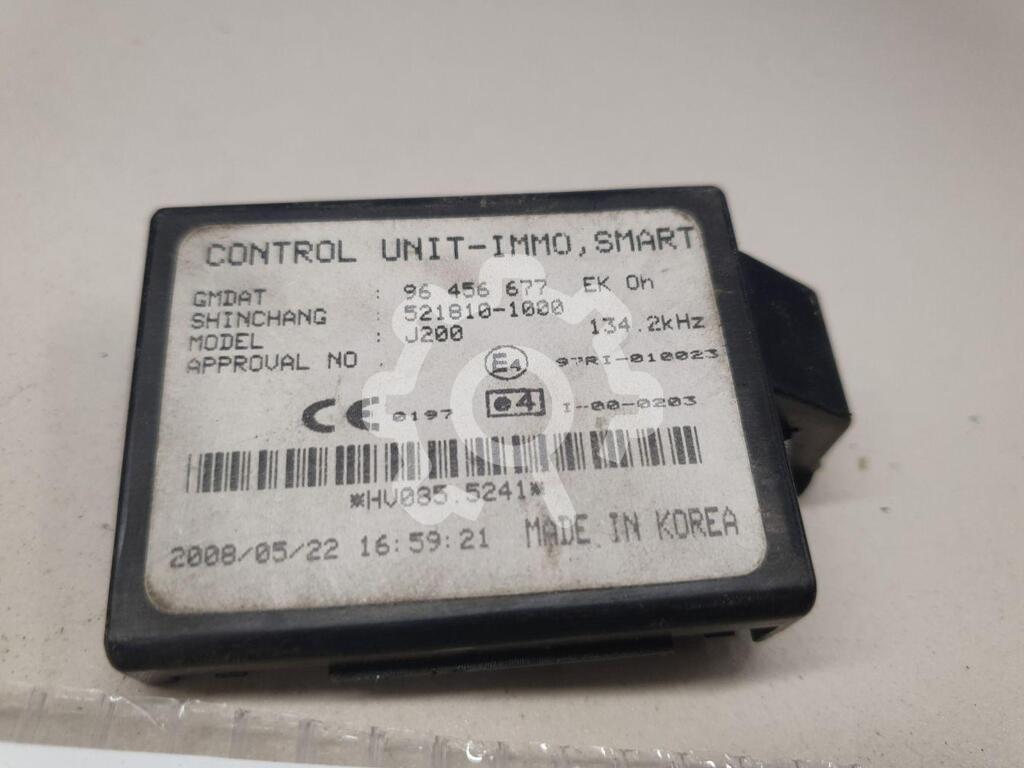 CONTROL UNIT-IMMO,SMART
GMDAT : 96 456 677 EK 0h
SHINCHANG : 521810-1000
MODEL : J200 134.2kHz
APPROVAL NO . E4 97RI-010023
CE 0197 e4 I-00-0203
*HV085.5241*
2008/05/22 16:59:21 MADE IN KOREA